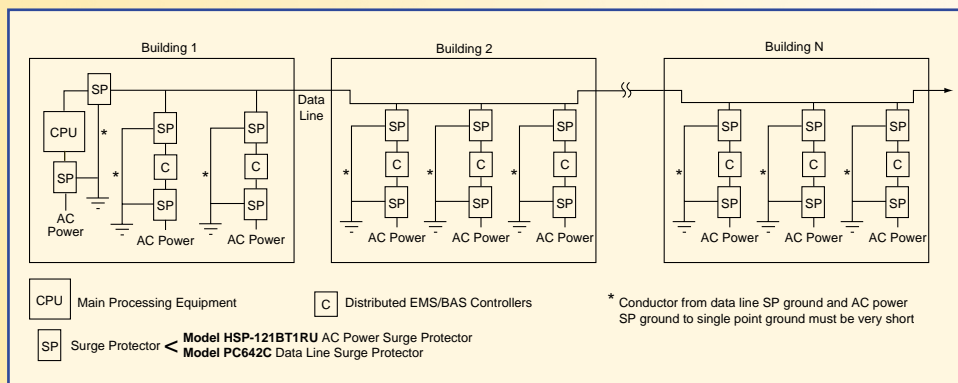 Building 1
Building 2
Building N
SP
Data
Line
CPU
*
SP
SP
SP
SP
SP
SP
SP
SP
*
*
C
C
*
C
*
C
*
C
*
C
*
C
*
C
SP
SP
SP
SP
SP
SP
SP
SP
SP
AC
Power
AC Power
AC Power
AC Power
AC Power
AC Power
AC Power
AC Power
AC Power
CPU
Main Processing Equipment
C
Distributed EMS/BAS Controllers
* Conductor from data line SP ground and AC power
SP ground to single point ground must be very short
SP
Surge Protector < Model HSP-121BT1RU AC Power Surge Protector
Model PC642C Data Line Surge Protector